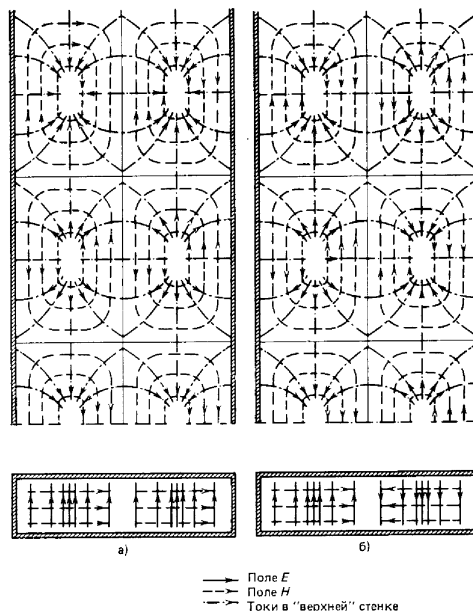 а)
б)
Поле E
Поле H
Токи в "верхней" стенке